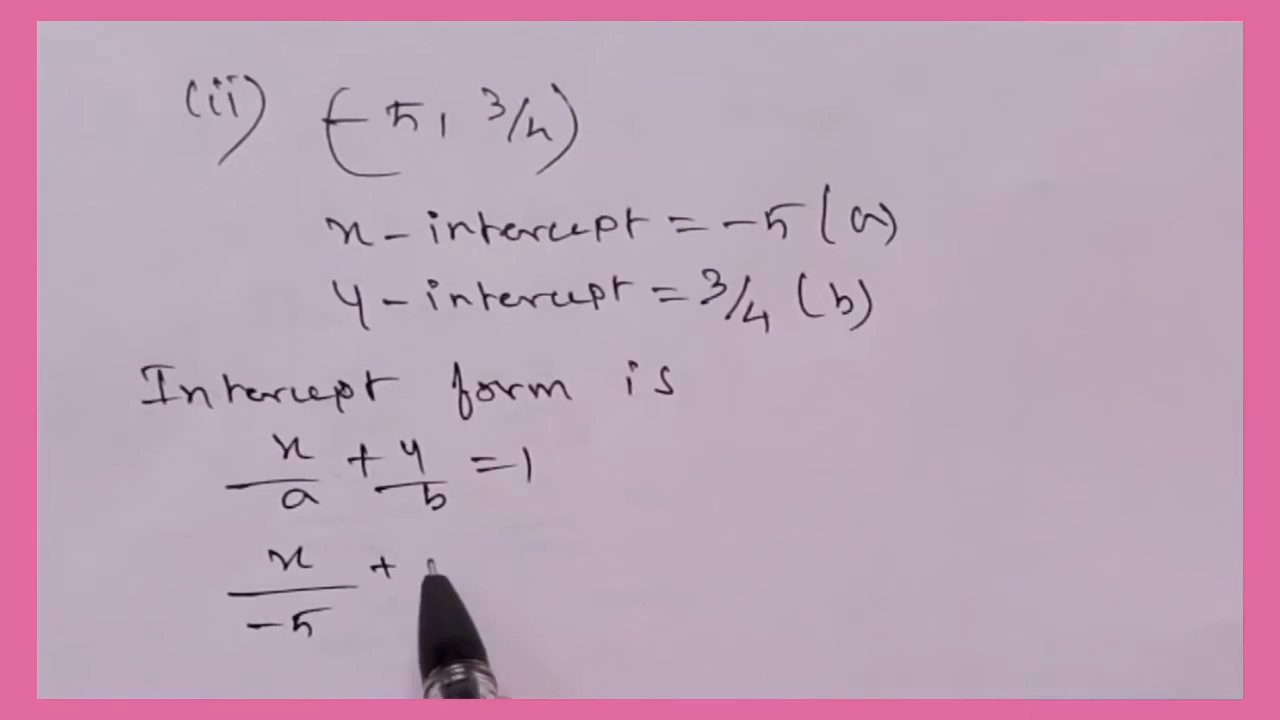 (ii) (-5, 3/4)
x-intercept = -5 (a)
y-intercept = 3/4 (b)
Intercept form is
x/a + y/b = 1
x/-5 +